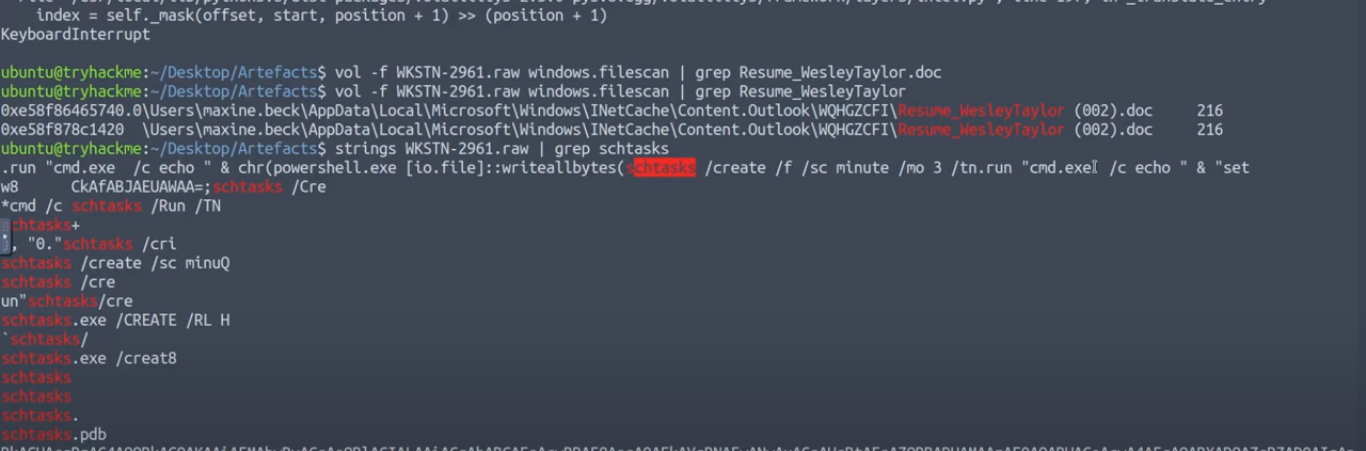 index = self._mask(offset, start, position + 1) >> (position + 1)
KeyboardInterrupt
ubuntu@tryhackme:~/Desktop/Artefacts$ vol -f WKSTN-2961.raw windows.filescan | grep Resume_WesleyTaylor.doc
ubuntu@tryhackme:~/Desktop/Artefacts$ vol -f WKSTN-2961.raw windows.filescan | grep Resume_WesleyTaylor
0xe58f86465740.0\Users\maxine.beck\AppData\Local\Microsoft\Windows\INetCache\Content.Outlook\WQHGZCFI\Resume_WesleyTaylor (002).doc 216
0xe58f878c1420 \Users\maxine.beck\AppData\Local\Microsoft\Windows\INetCache\Content.Outlook\WQHGZCFI\Resume_WesleyTaylor (002).doc 216
ubuntu@tryhackme:~/Desktop/Artefacts$ strings WKSTN-2961.raw | grep schtasks
.run "cmd.exe /c echo " & chr(powershell.exe [io.file]::writeallbytes(schtasks /create /f /sc minute /mo 3 /tn.run "cmd.exe /c echo " & "set
w8 CkAfABJAEUAWAA=;schtasks /Cre
*cmd /c schtasks /Run /TN
schtasks+
, "0."schtasks /cri
schtasks /create /sc minuQ
schtasks /cre
un"schtasks/cre
schtasks.exe /CREATE /RL H
`schtasks/
schtasks.exe /creat8
schtasks
schtasks
schtasks.
schtasks.pdb